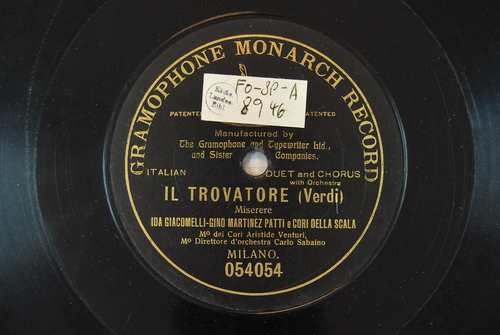 GRAMOPHONE MONARCH RECORD
FO-3P-A
8946
PATENTED
PATENTED
Manufactured by
The Gramophone and Typewriter Ltd.,
and Sister Companies.
ITALIAN
DUET and CHORUS
with Orchestra
IL TROVATORE (Verdi)
Miserere
IDA GIACOMELLI-GINO MARTINEZ PATTI e CORI DELLA SCALA
Mo dei Cori Aristide Venturi,
Mo Direttore d'orchestra Carlo Sabaino
MILANO.
054054